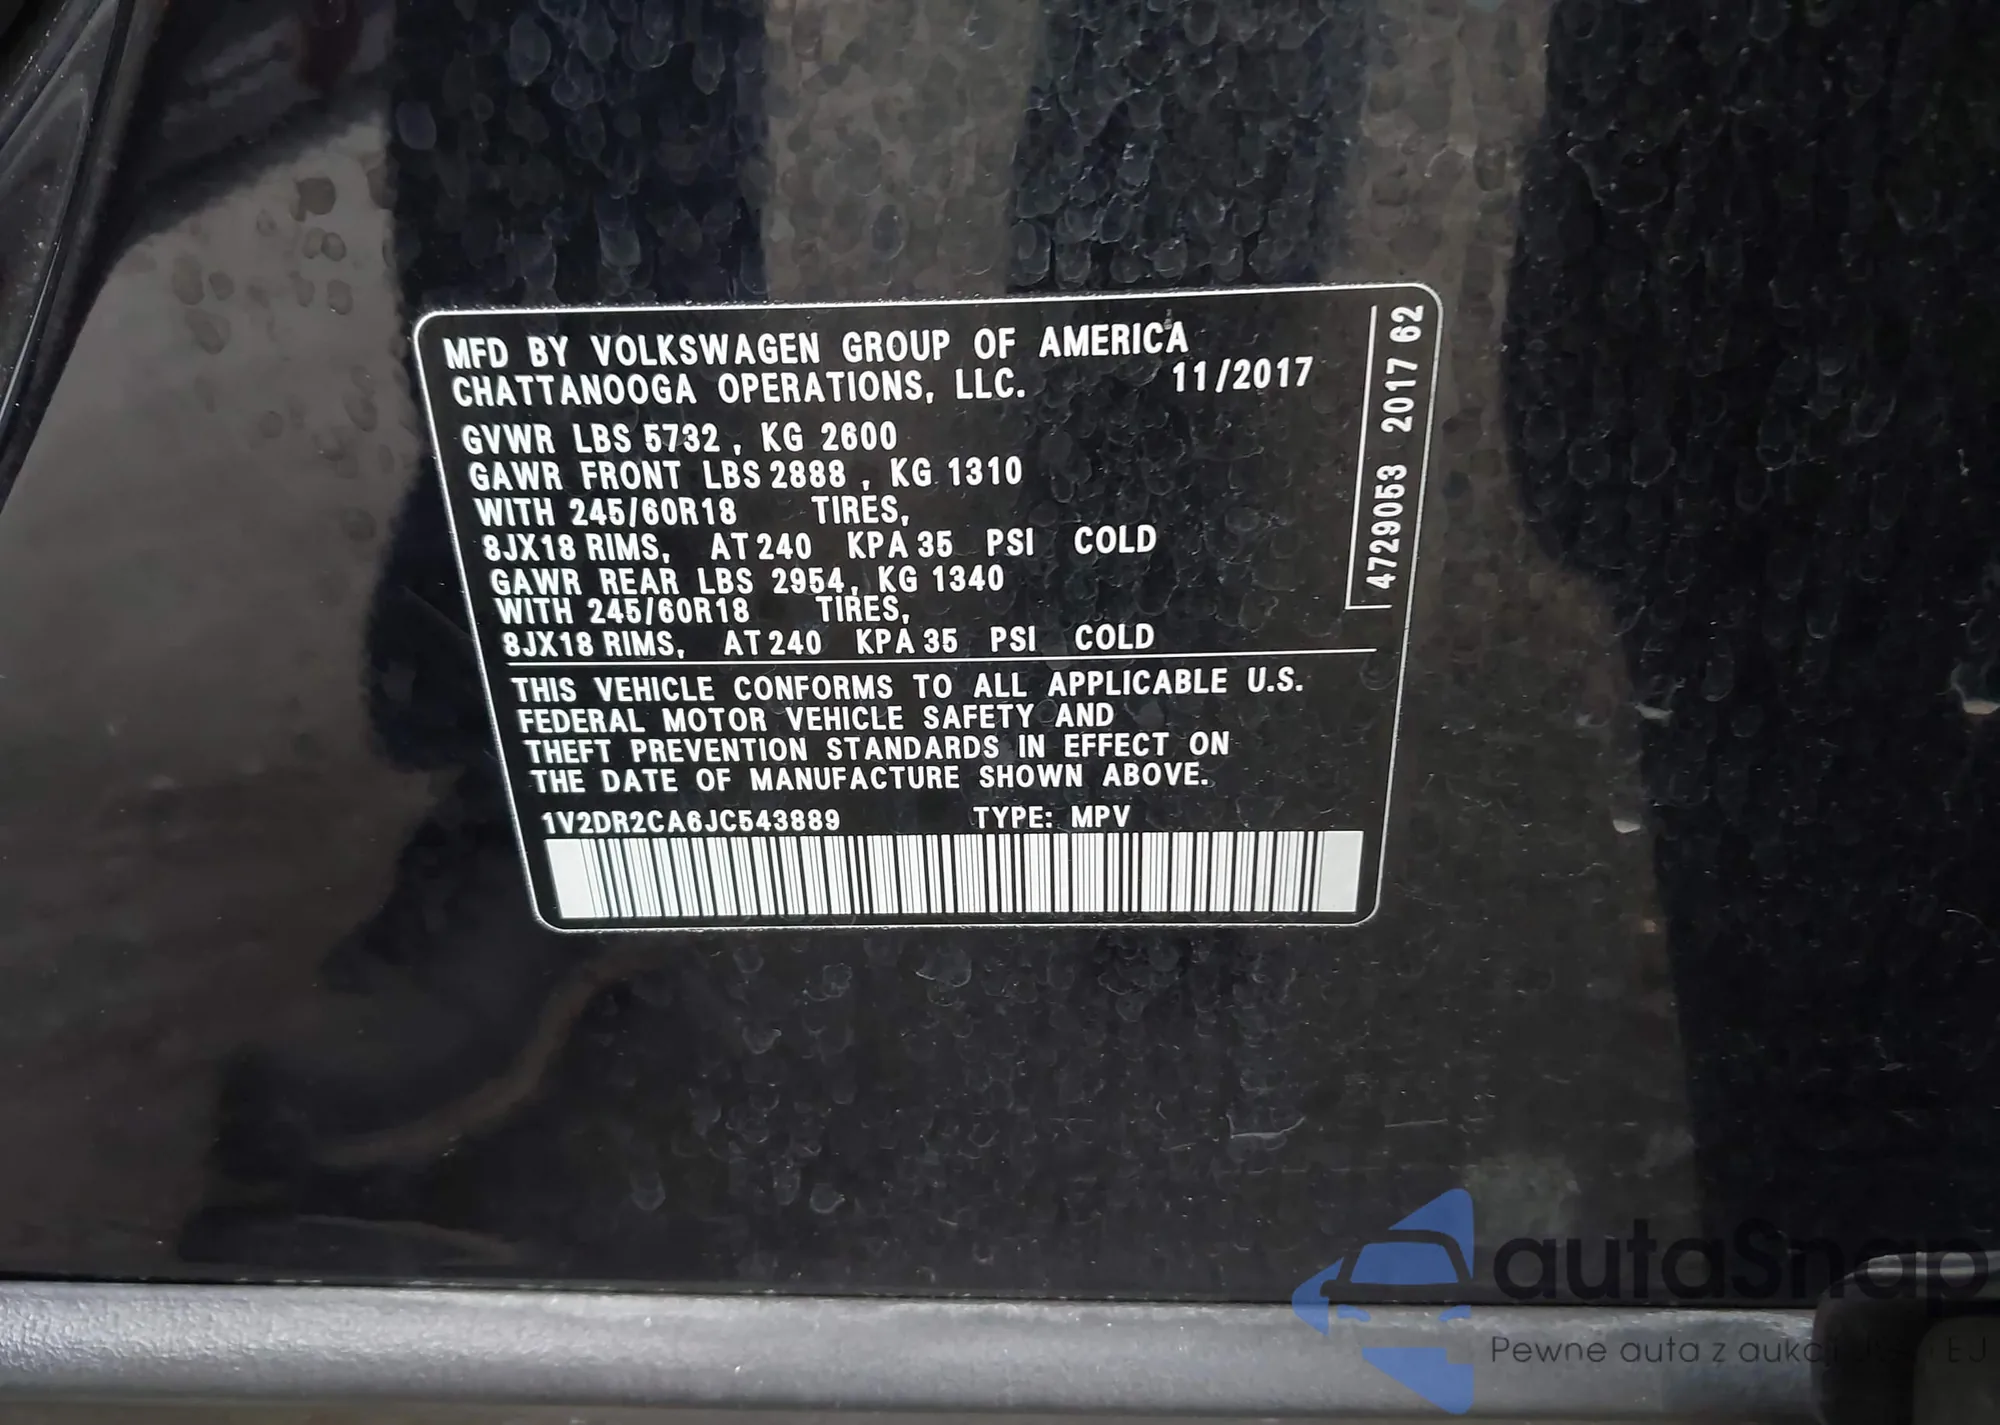 MFD BY VOLKSWAGEN GROUP OF AMERICA
CHATTANOOGA OPERATIONS, LLC. 11/2017
GVWR LBS 5732 , KG 2600
GAWR FRONT LBS 2888 , KG 1310
WITH 245/60R18 TIRES,
8JX18 RIMS, AT 240 KPA 35 PSI COLD
GAWR REAR LBS 2954, KG 1340
WITH 245/60R18 TIRES,
8JX18 RIMS, AT 240 KPA 35 PSI COLD
THIS VEHICLE CONFORMS TO ALL APPLICABLE U.S.
FEDERAL MOTOR VEHICLE SAFETY AND
THEFT PREVENTION STANDARDS IN EFFECT ON
THE DATE OF MANUFACTURE SHOWN ABOVE.
1V2DR2CA6JC543889 TYPE: MPV
4729053 2017 62
autaSnap
Pewne auta z